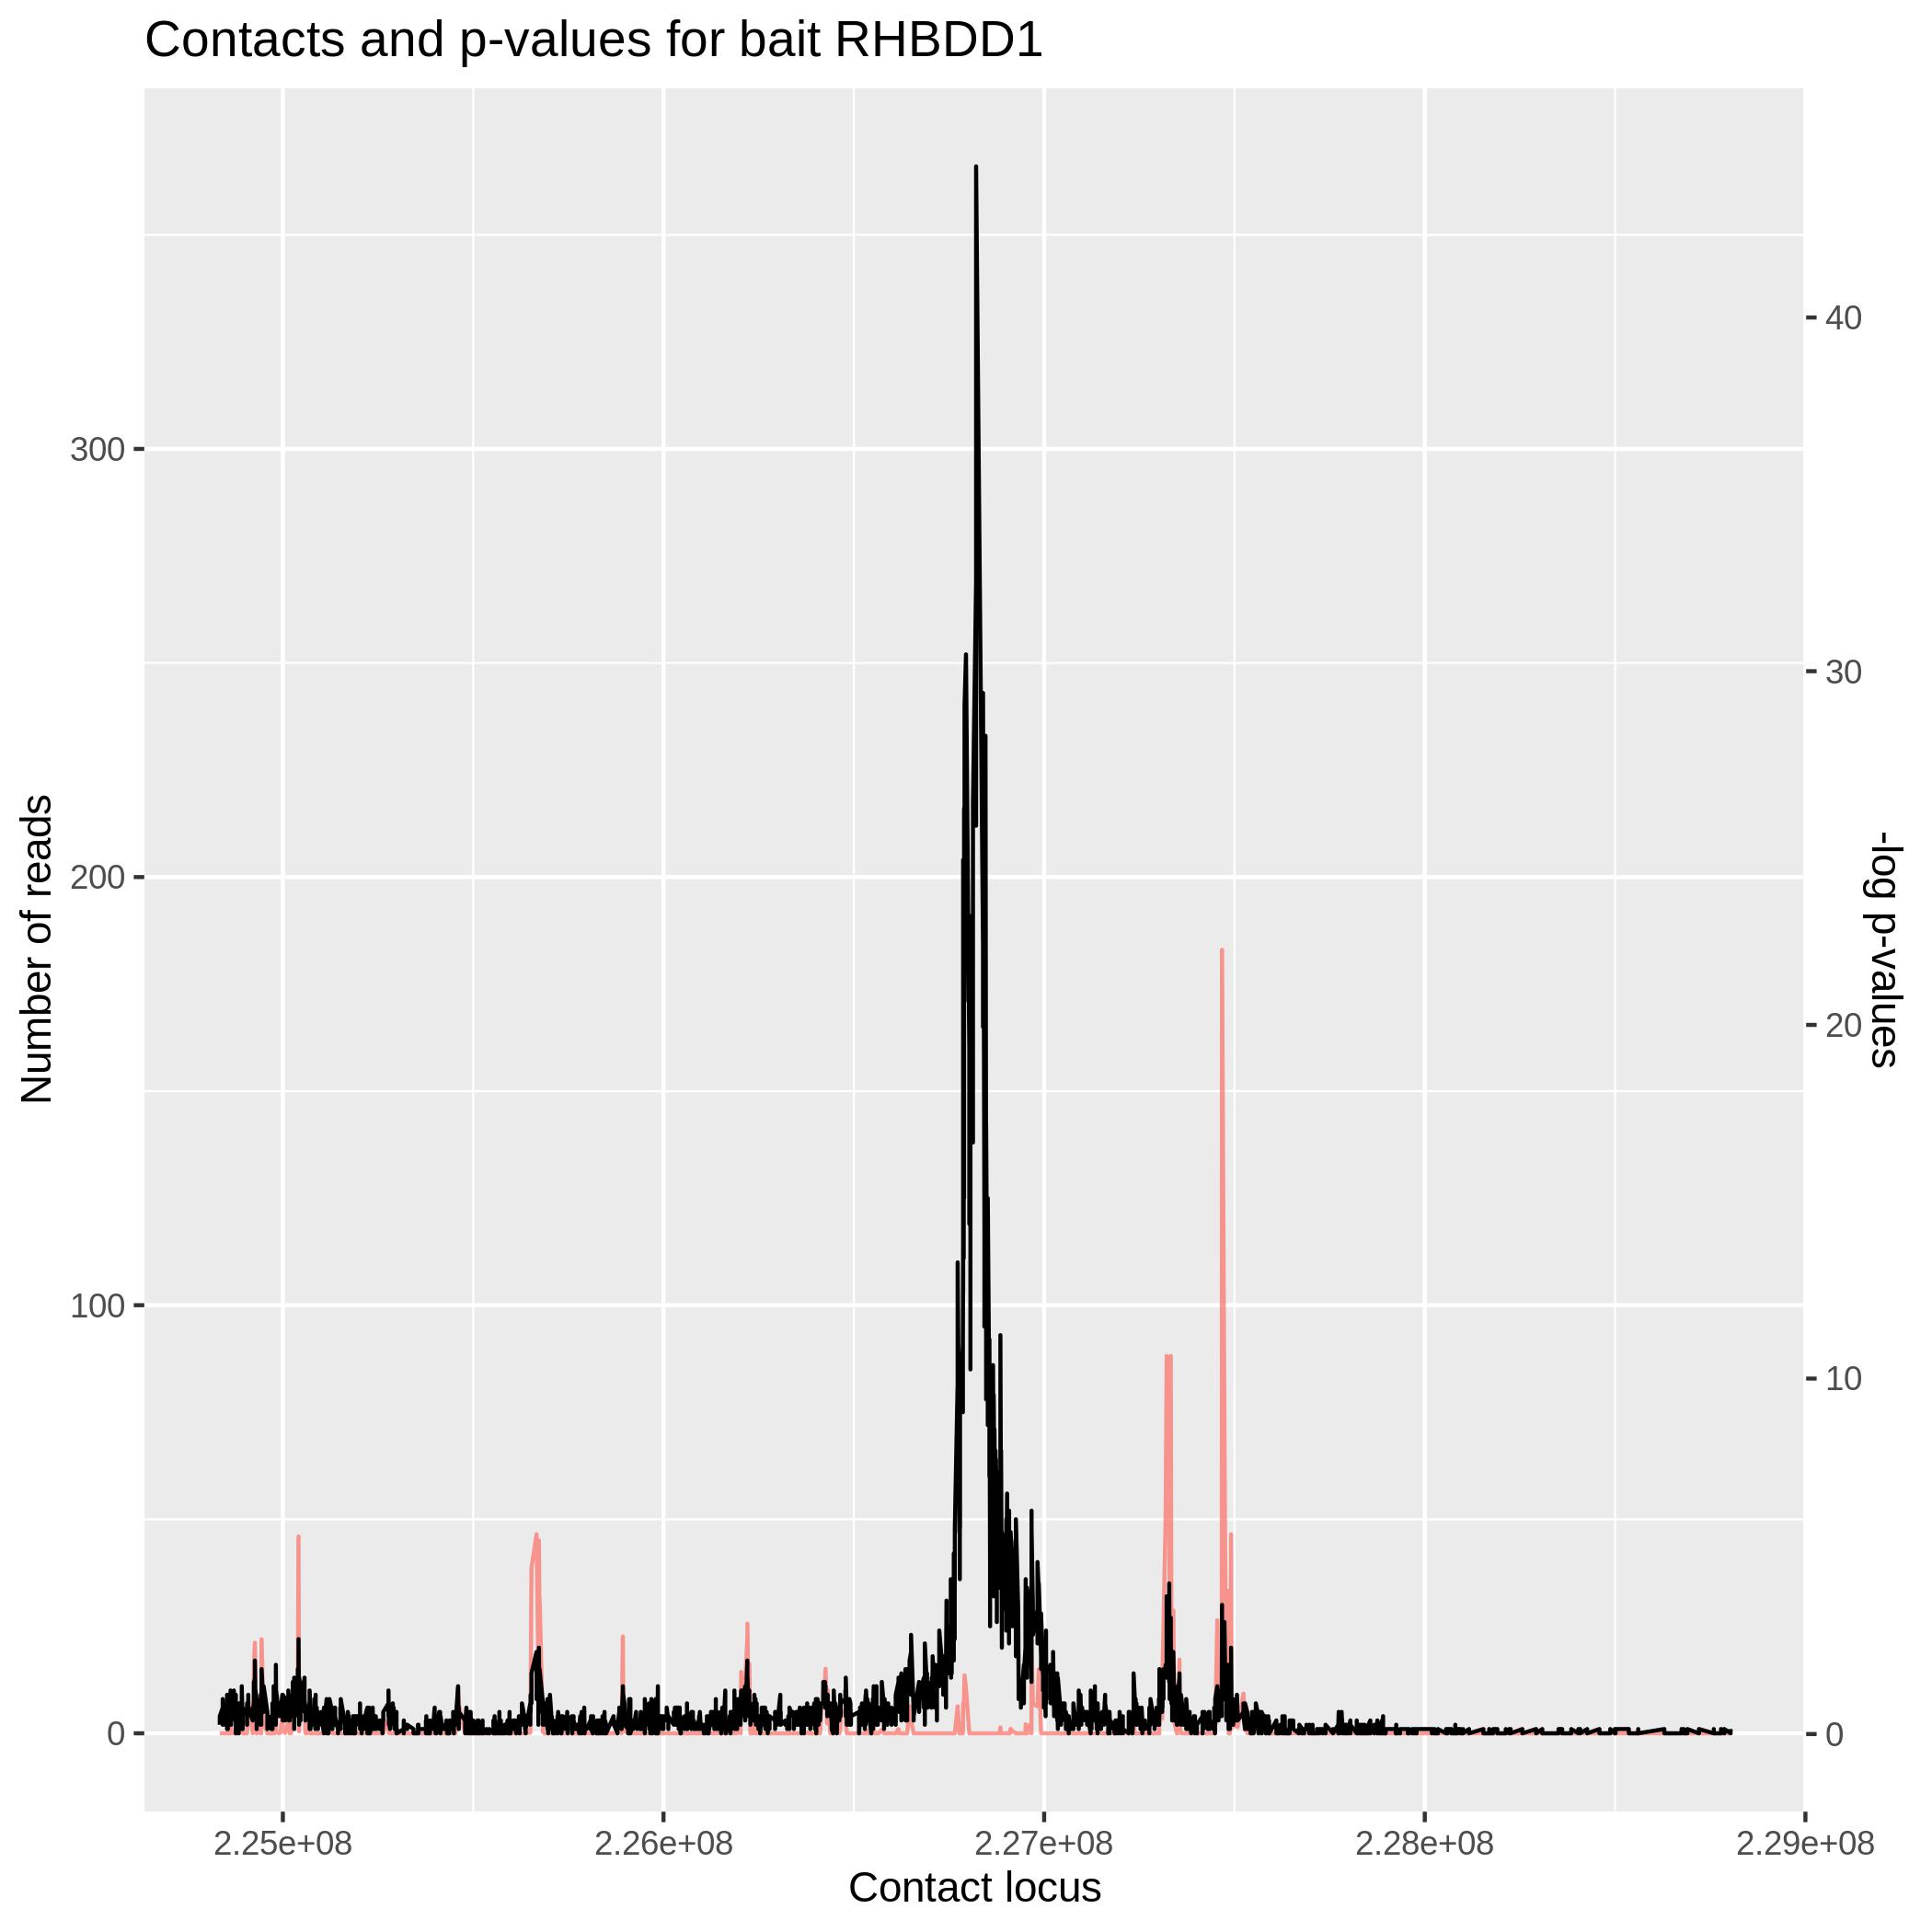 Contacts and p-values for bait RHBDD1
300
200
100
0
Number of reads
40
30
20
10
0
-log p-values
2.25e+08
2.26e+08
2.27e+08
2.28e+08
2.29e+08
Contact locus